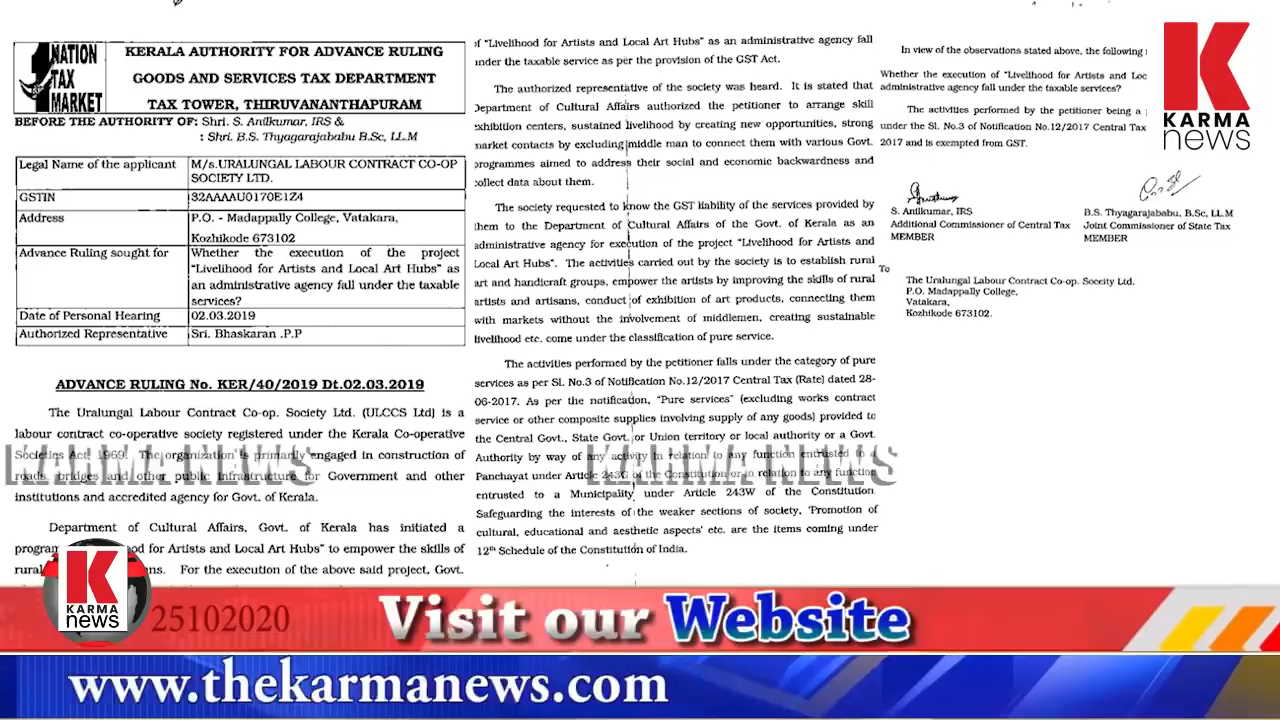 NATION
TAX
MARKET
KERALA AUTHORITY FOR ADVANCE RULING
GOODS AND SERVICES TAX DEPARTMENT
TAX TOWER, THIRUVANANTHAPURAM
BEFORE THE AUTHORITY OF: Shri. S. Anilkumar, IRS &
: Shri. B.S. Thyagarajababu B.Sc, LL.M
Legal Name of the applicant M/s.URALUNGAL LABOUR CONTRACT CO-OP
SOCIETY LTD.
GSTIN 32AAAAU0170E1Z4
Address P.O. - Madappally College, Vatakara,
Kozhikode 673102
Advance Ruling sought for Whether the execution of the project
"Livelihood for Artists and Local Art Hubs" as
an administrative agency fall under the taxable
services?
Date of Personal Hearing 02.03.2019
Authorized Representative Sri. Bhaskaran .P.P
ADVANCE RULING No. KER/40/2019 Dt.02.03.2019
The Uralungal Labour Contract Co-op. Society Ltd. (ULCCS Ltd) is a
labour contract co-operative society registered under the Kerala Co-operative
Societies Act 1969. The organization is primarily engaged in construction of
roads, bridges and other public infrastructure for Government and other
institutions and accredited agency for Govt. of Kerala.
Department of Cultural Affairs, Govt. of Kerala has initiated a
od for Artists and Local Art Hubs" to empower the skills of
rural ns. For the execution of the above said project, Govt.
of "Livelihood for Artists and Local Art Hubs" as an administrative agency fall
under the taxable service as per the provision of the GST Act.
The authorized representative of the society was heard. It is stated that
Department of Cultural Affairs authorized the petitioner to arrange skill
exhibition centers, sustained livelihood by creating new opportunities, strong
market contacts by excluding middle man to connect them with various Govt.
programmes aimed to address their social and economic backwardness and
collect data about them.
The society requested to know the GST liability of the services provided by
them to the Department of Cultural Affairs of the Govt. of Kerala as an
administrative agency for execution of the project "Livelihood for Artists and
Local Art Hubs". The activities carried out by the society is to establish rural
art and handicraft groups, empower the artists by improving the skills of rural
artists and artisans, conduct of exhibition of art products, connecting them
with markets without the involvement of middlemen, creating sustainable
livelihood etc. come under the classification of pure service.
The activities performed by the petitioner falls under the category of pure
services as per Sl. No.3 of Notification No.12/2017 Central Tax (Rate) dated 28-
06-2017. As per the notification, "Pure services" (excluding works contract
service or other composite supplies involving supply of any goods) provided to
the Central Govt., State Govt. or Union territory or local authority or a Govt.
Authority by way of any activity in relation to any function entrusted to a
Panchayat under Article 243G of the Constitution or in relation to any function
entrusted to a Municipality under Article 243W of the Constitution
Safeguarding the interests of the weaker sections of society, 'Promotion of
cultural, educational and aesthetic aspects' etc. are the items coming under
12th Schedule of the Constitution of India.
In view of the observations stated above, the following
Whether the execution of "Livelihood for Artists and Loc
administrative agency fall under the taxable services?
The activities performed by the petitioner being a
under the Sl. No.3 of Notification No.12/2017 Central Tax
2017 and is exempted from GST.
S. Anilkumar, IRS
Additional Commissioner of Central Tax
MEMBER
B.S. Thyagarajababu, B.Sc, LL.M
Joint Commissioner of State Tax
MEMBER
To
The Uralungal Labour Contract Co-op. Soceity Ltd.
P.O. Madappally College,
Vatakara,
Kozhikode 673102.
K
KARMA
news
KARMA NEWS
KARMA NEWS
K
KARMA
news
25102020
Visit our Website
www.thekarmanews.com